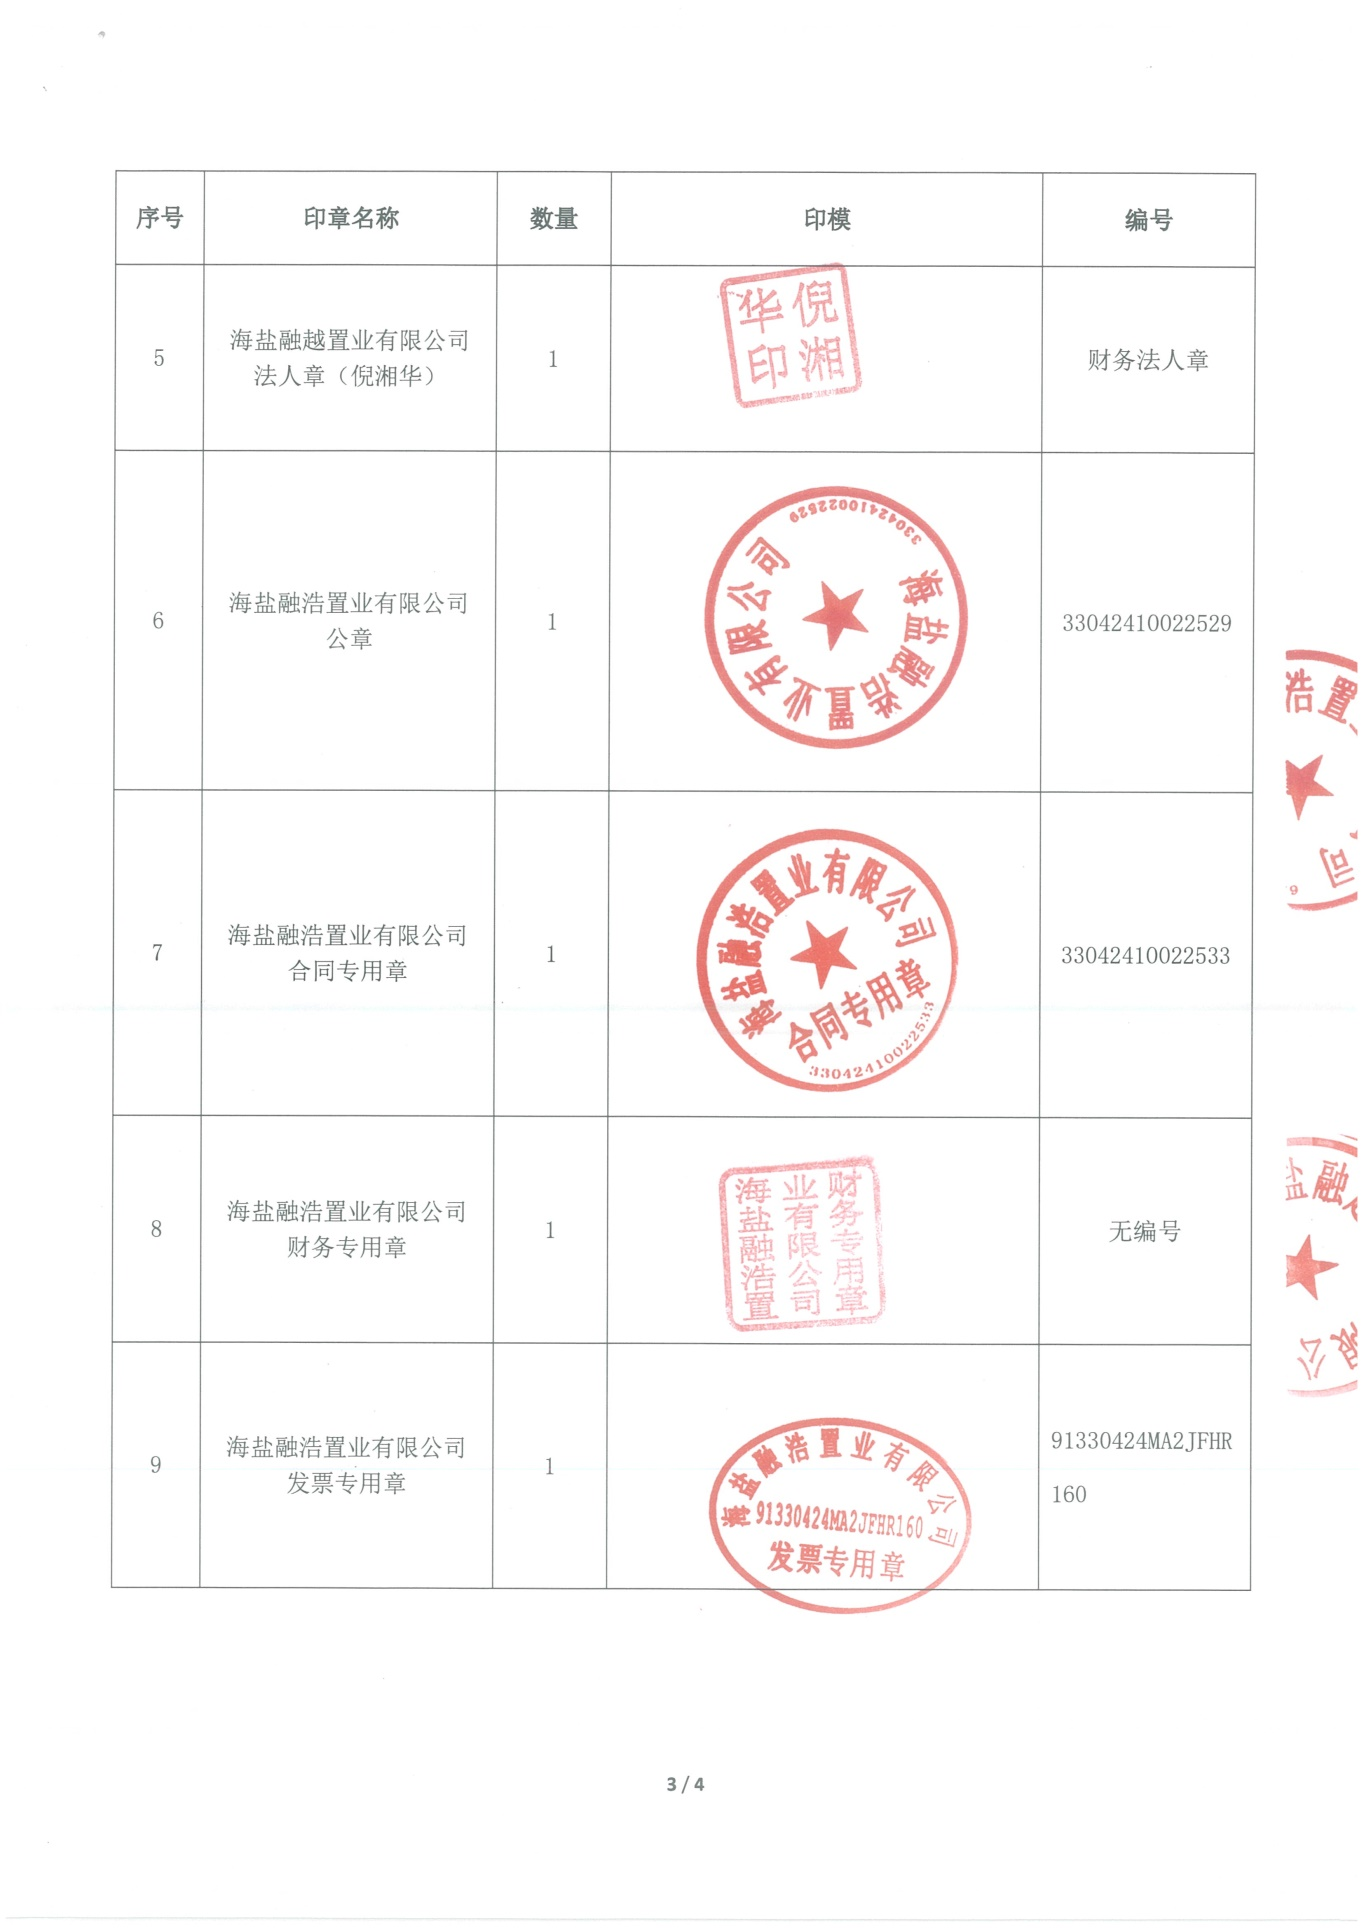 序号 印章名称 数量 印模 编号
海盐融越置业有限公司
5 法人章（倪湘华） 1 财务法人章
倪湘
华印
33042410022529
海盐融浩置业有限公司
海盐融浩置业有限公司
6 公章 1 33042410022529
海盐融浩置业有限公司
海盐融浩置业有限公司
7 合同专用章 1 33042410022533
合同专用章
33042410022533
海盐融浩置业有限公司
8 财务专用章 1 无编号
海盐融浩置
业有限公司
财务专用章
海盐融浩置业有限公司
9 发票专用章 1 91330424MA2JFHR
160
海盐融浩置业有限公司
91330424MA2JFHR160
发票专用章
浩置
司
9
盐融
限公
3 / 4